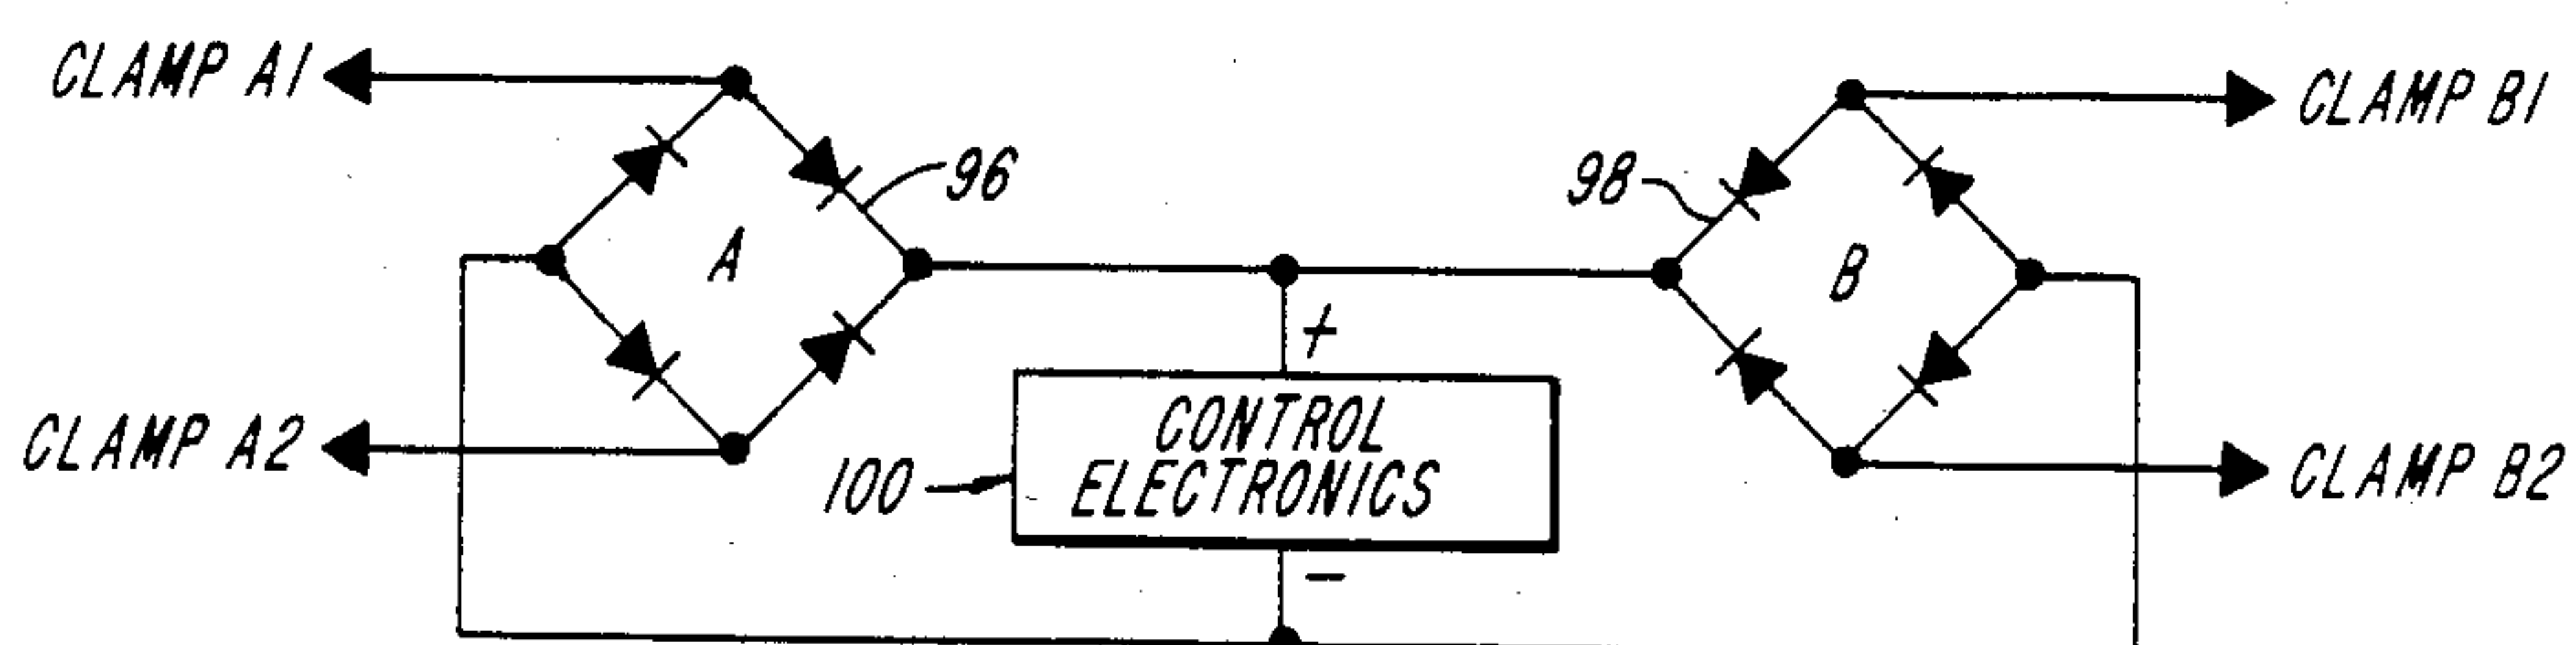 CLAMP A1
CLAMP B1
96
98
A
B
+
CONTROL
ELECTRONICS
100
CLAMP A2
CLAMP B2
-